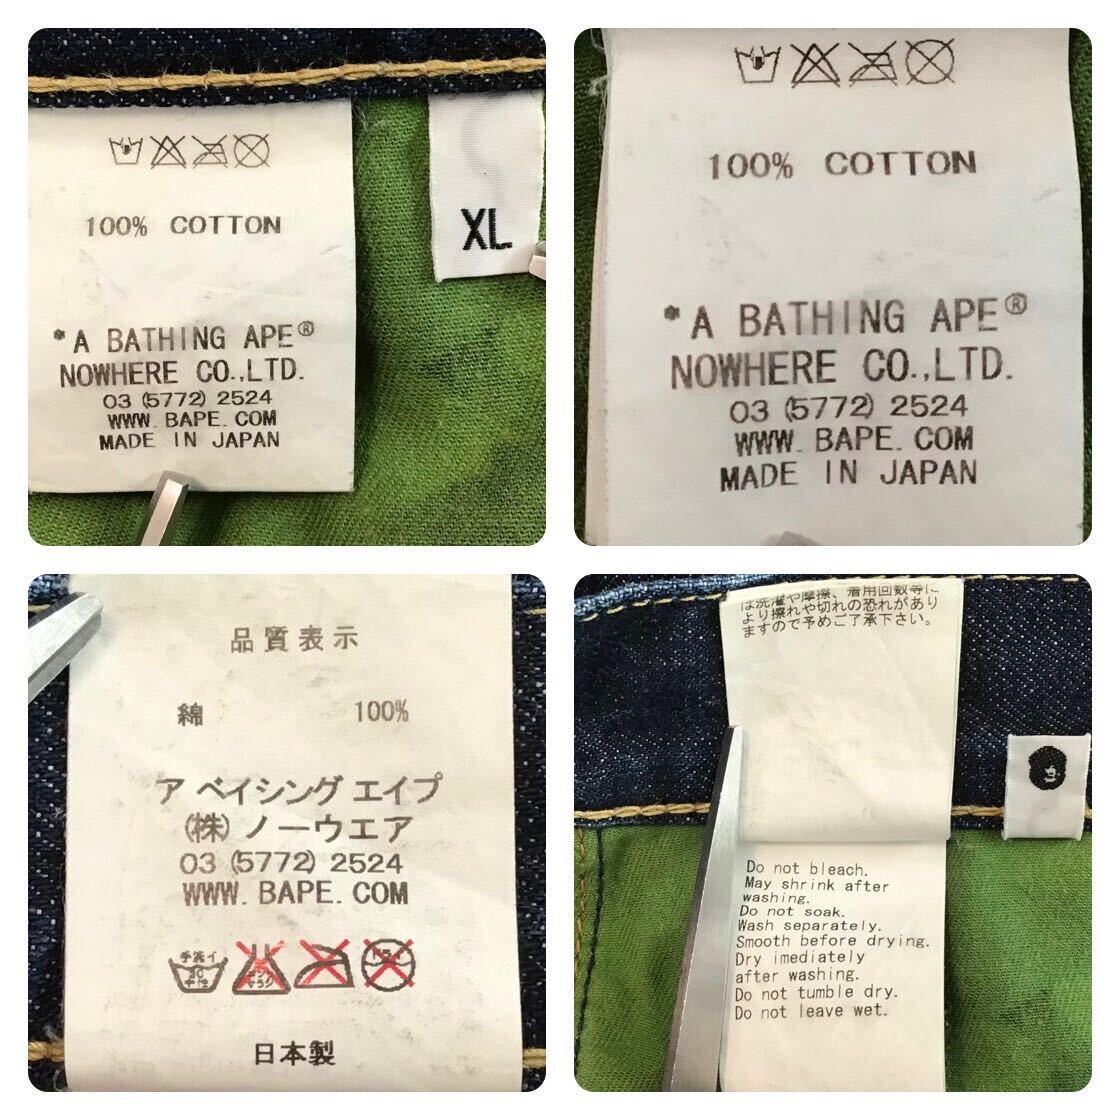 100% COTTON
*A BATHING APE®
NOWHERE CO.,LTD.
03 (5772) 2524
WWW. BAPE. COM
MADE IN JAPAN
XL
100% COTTON
*A BATHING APE®
NOWHERE CO.,LTD.
03 (5772) 2524
WWW. BAPE. COM
MADE IN JAPAN
品質表示
綿 100%
ア ベイシング エイプ
(株) ノーウエア
03 (5772) 2524
WWW. BAPE. COM
手洗イ
30
中性
日本製
は洗濯や摩擦、着用回数等に
より擦れや切れの恐れがあり
ますので予めご了承下さい。
Do not bleach.
May shrink after
washing.
Do not soak.
Wash separately.
Smooth before drying.
Dry imediately
after washing.
Do not tumble dry.
Do not leave wet.